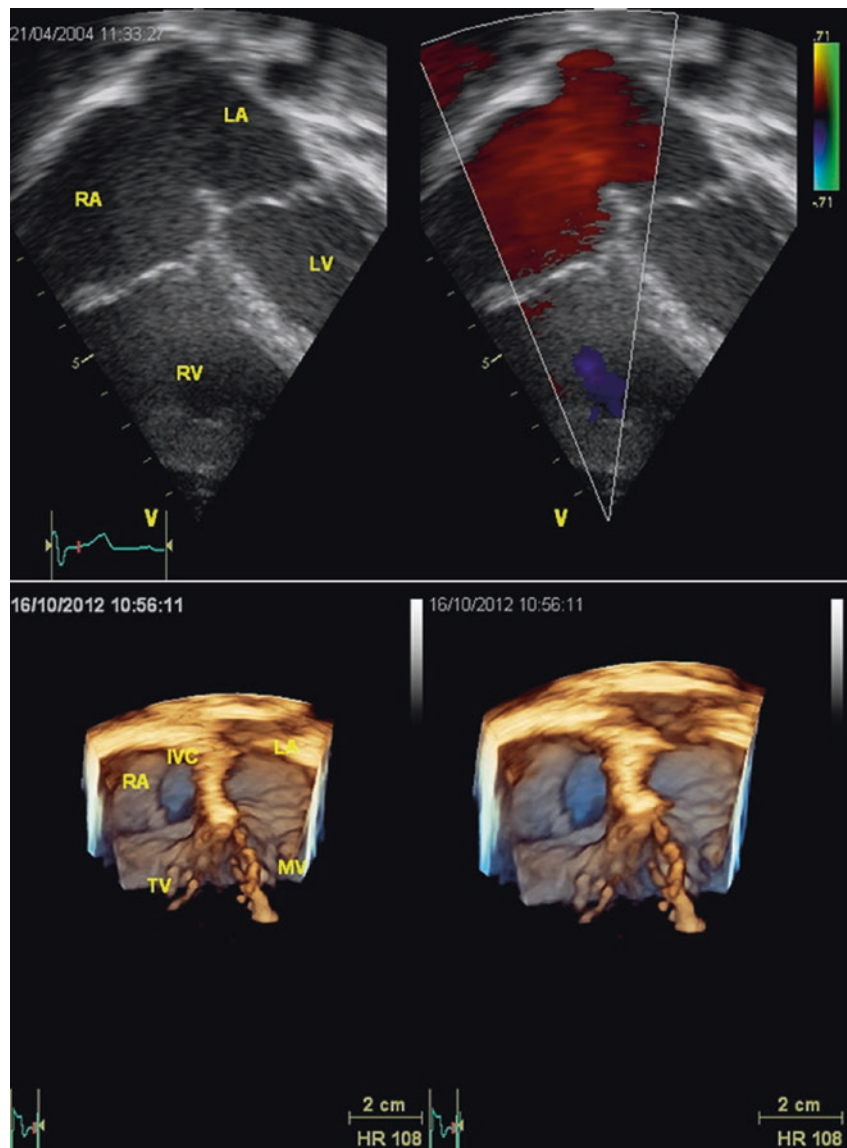 21/04/2004 11:33:27
LA
RA
LV
RV
5
V
.71
-.71
5
V
16/10/2012 10:56:11
IVC
LA
RA
MV
TV
2 cm
HR 108
16/10/2012 10:56:11
2 cm
HR 108